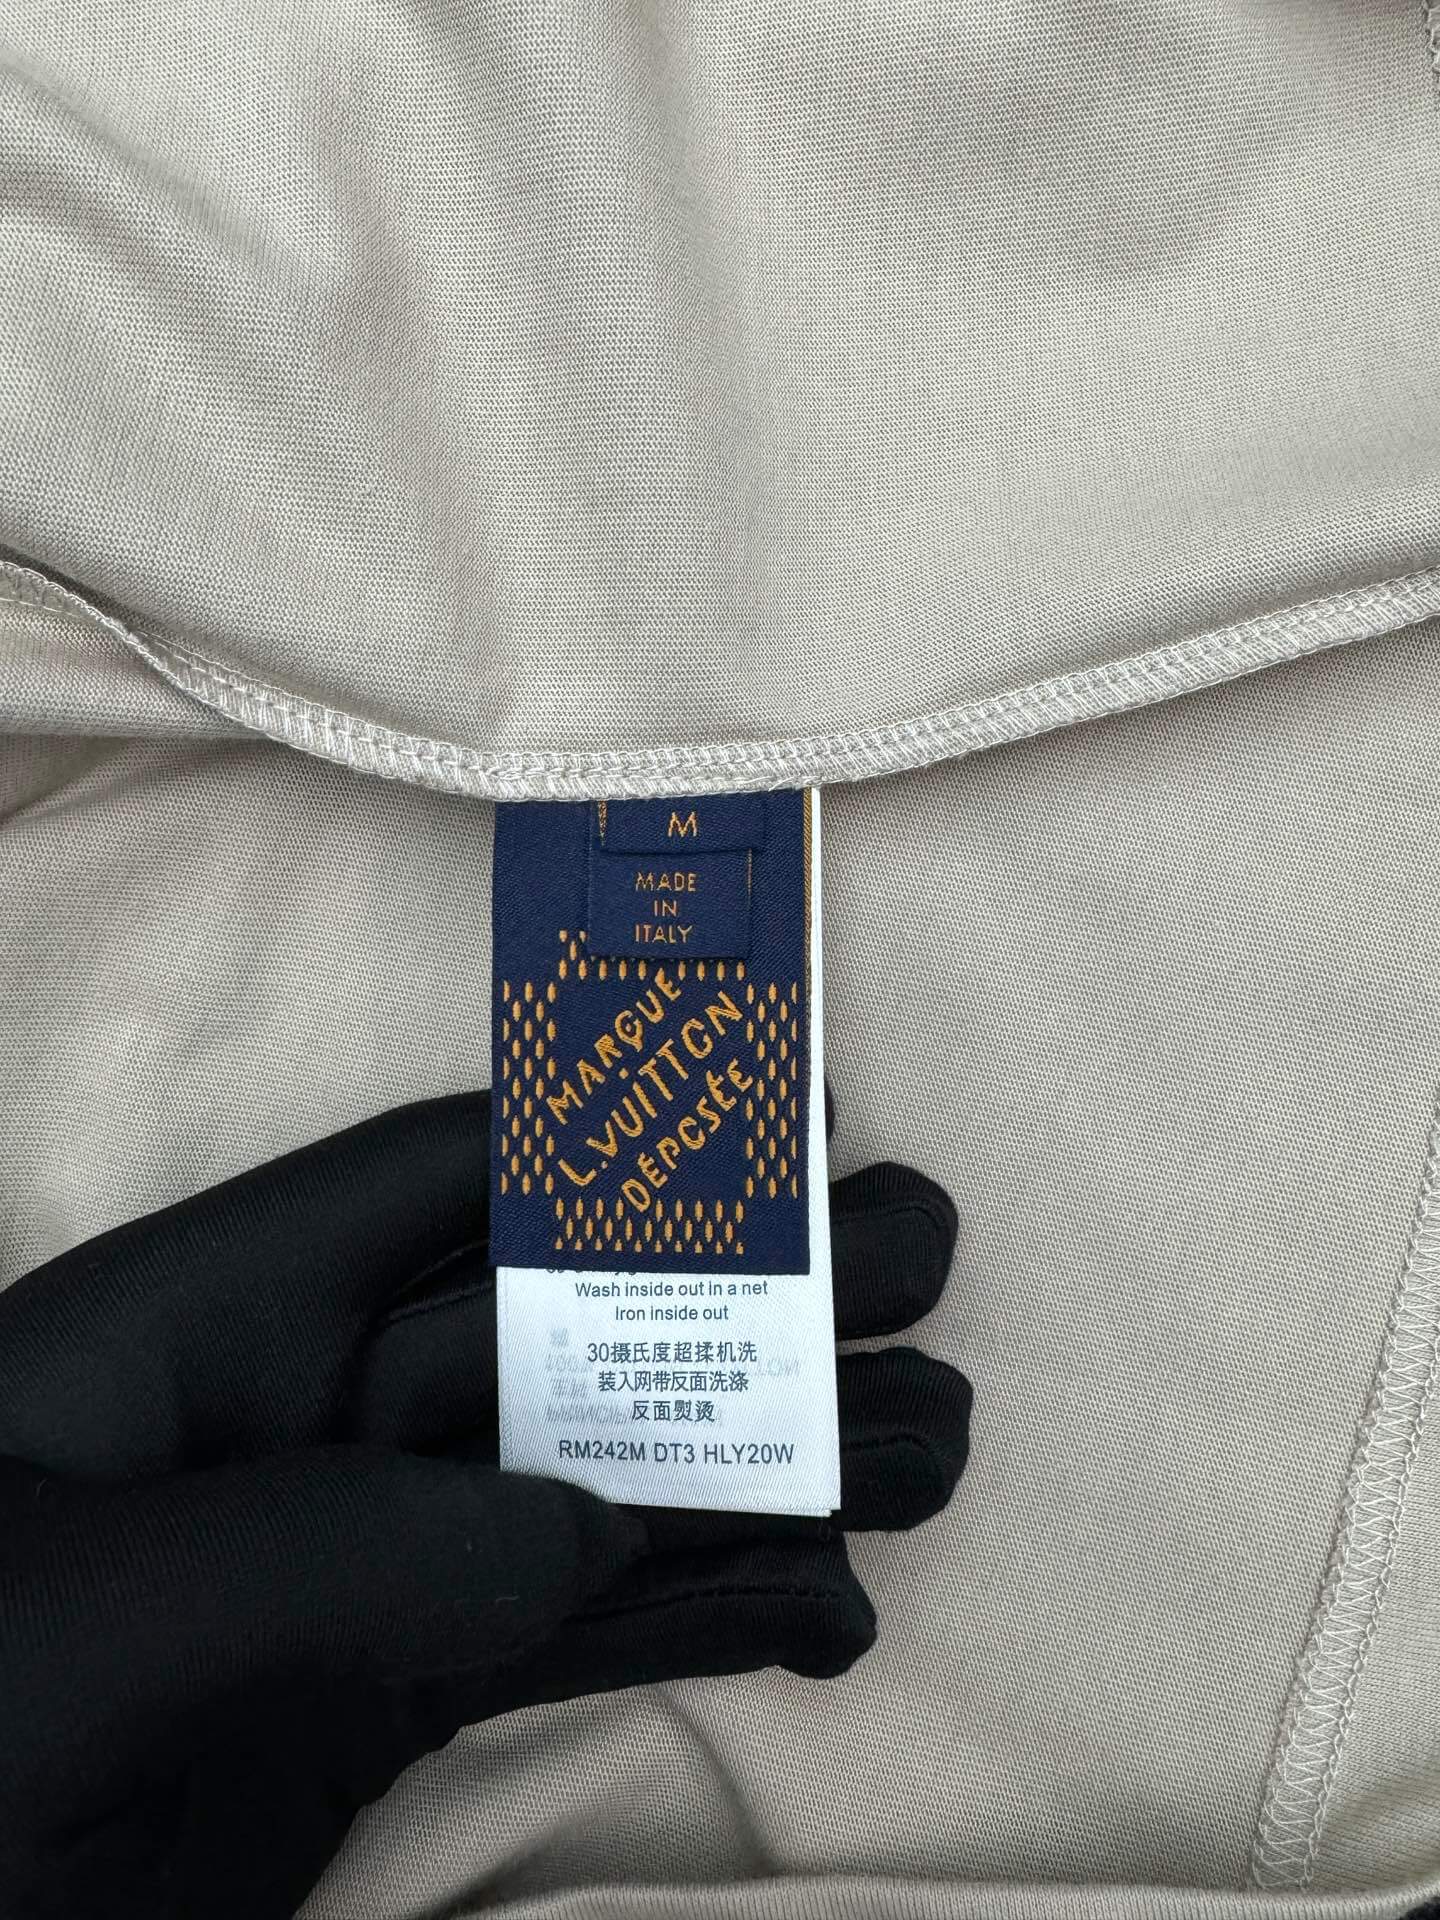 M
MADE
IN
ITALY
MARQUE
L.VUITTON
DÉPOSÉE
Wash inside out in a net
Iron inside out
30摄氏度超揉机洗
装入网带反面洗涤
反面熨烫
RM242M DT3 HLY20W